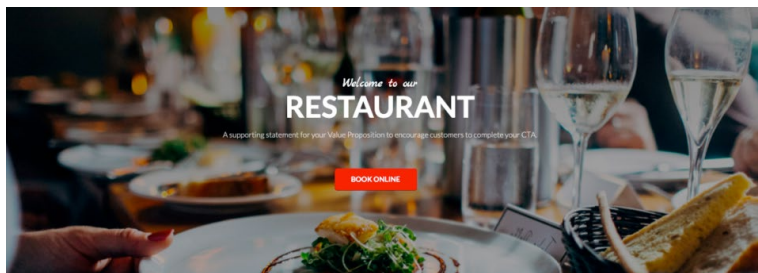 Welcome to our
RESTAURANT
A supporting statement for your Value Proposition to encourage customers to complete your CTA.
BOOK ONLINE